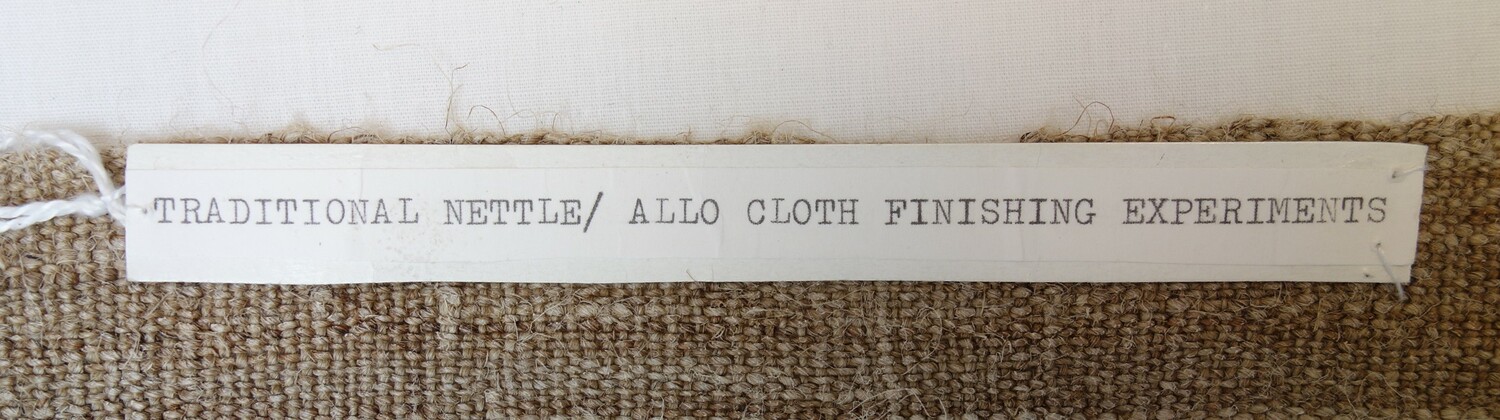 TRADITIONAL NETTLE/ ALLO CLOTH FINISHING EXPERIMENTS